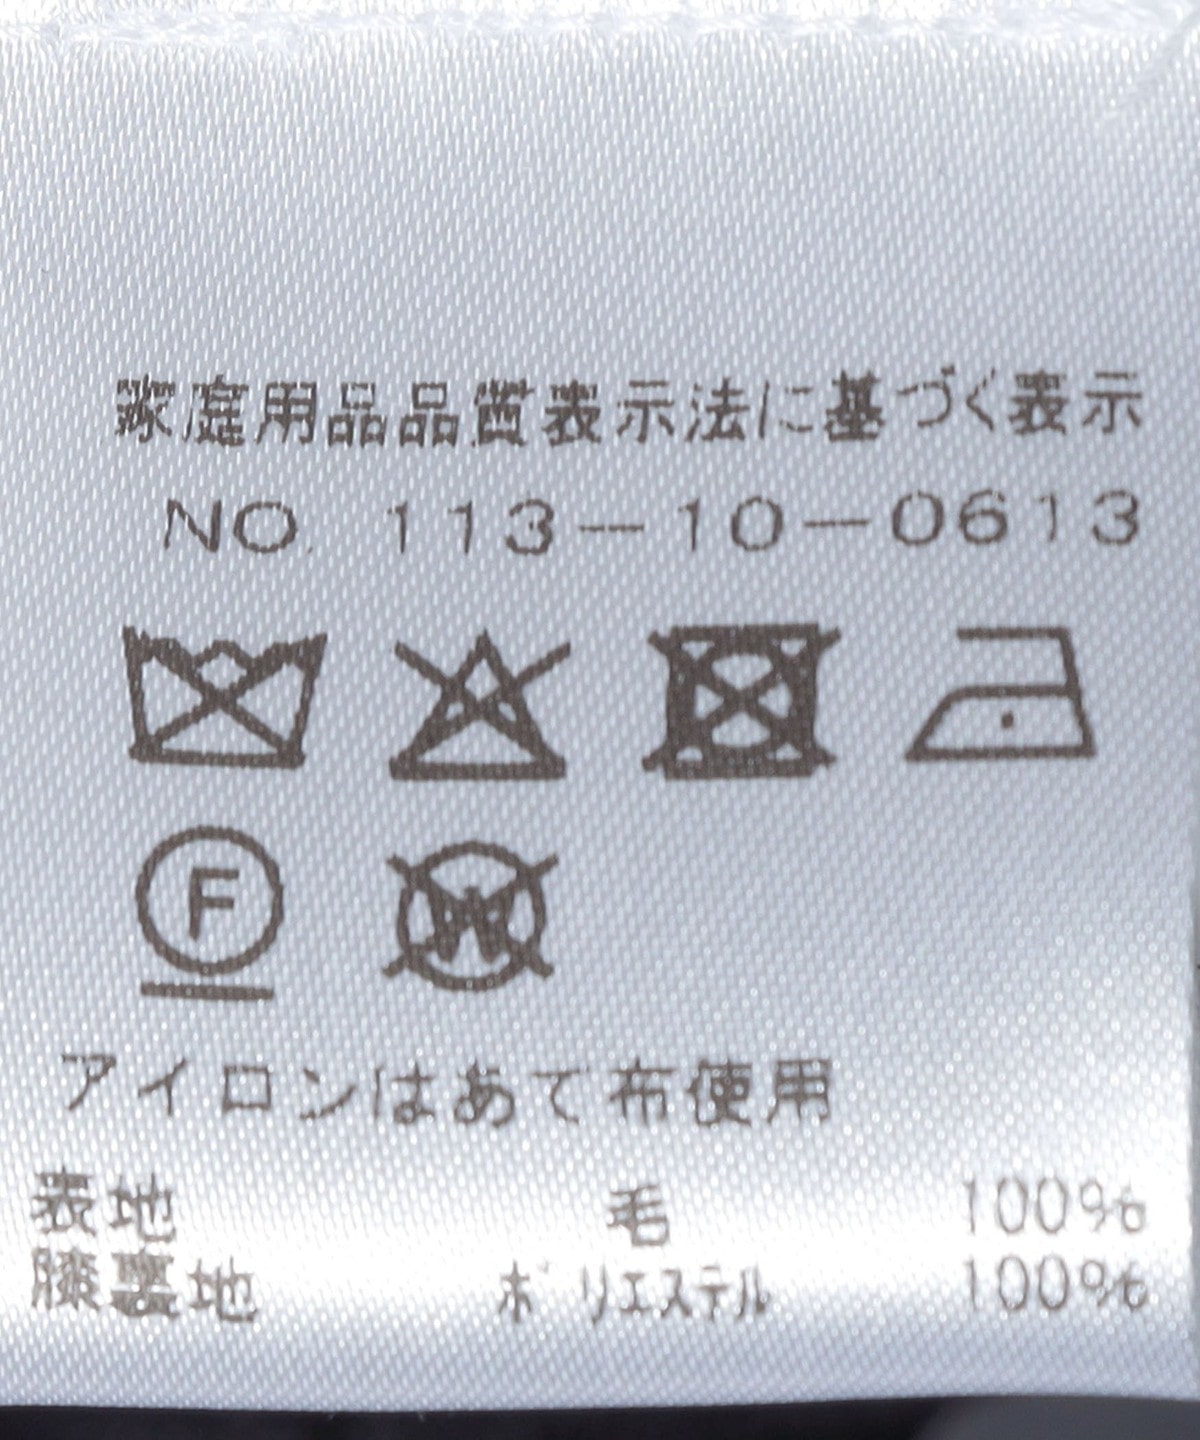 家庭用品品質表示法に基づく表示
NO. 113-10-0613
F
W
アイロンはあて布使用
表地 毛 100%
膝裏地 ポリエステル 100%